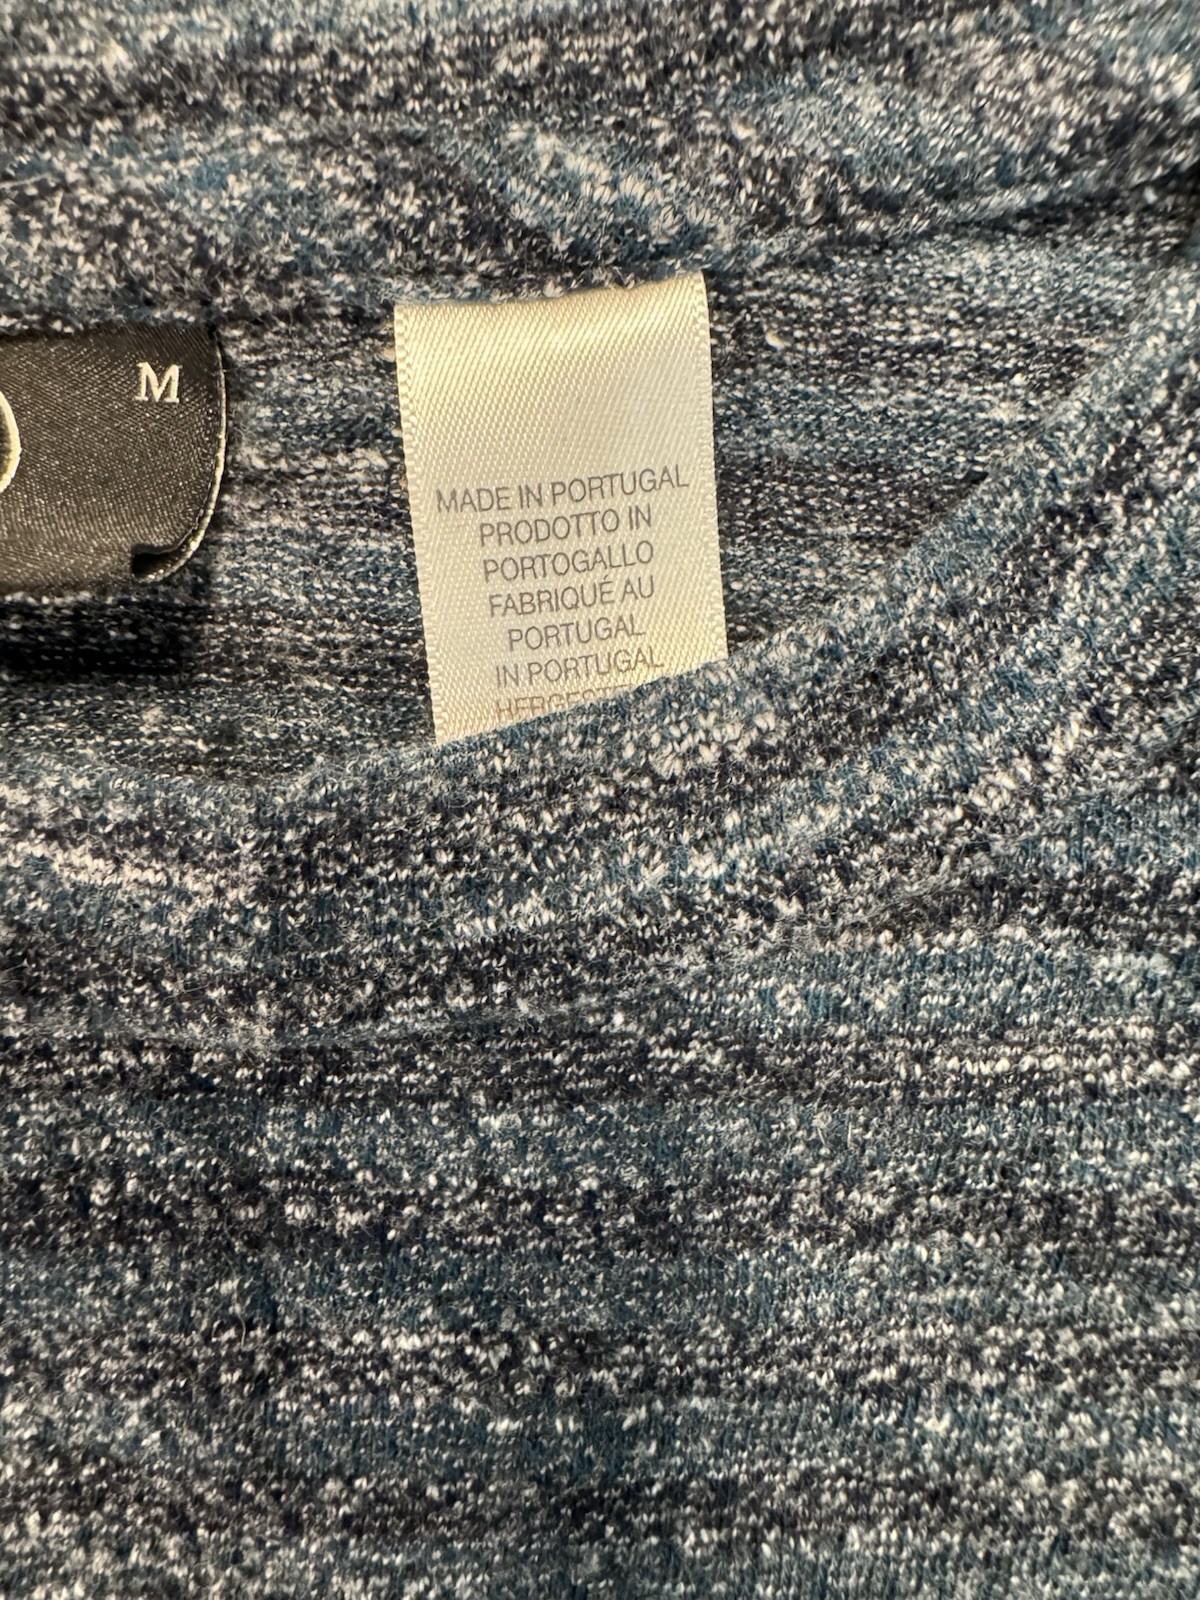 M
MADE IN PORTUGAL
PRODOTTO IN
PORTOGALLO
FABRIQUÉ AU
PORTUGAL
IN PORTUGAL